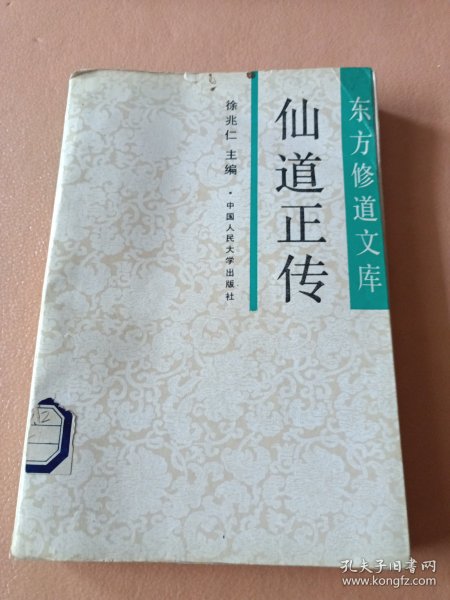 东方修道文库
仙道正传
徐兆仁 主编·中国人民大学出版社
孔夫子旧书网
www.kongfz.com